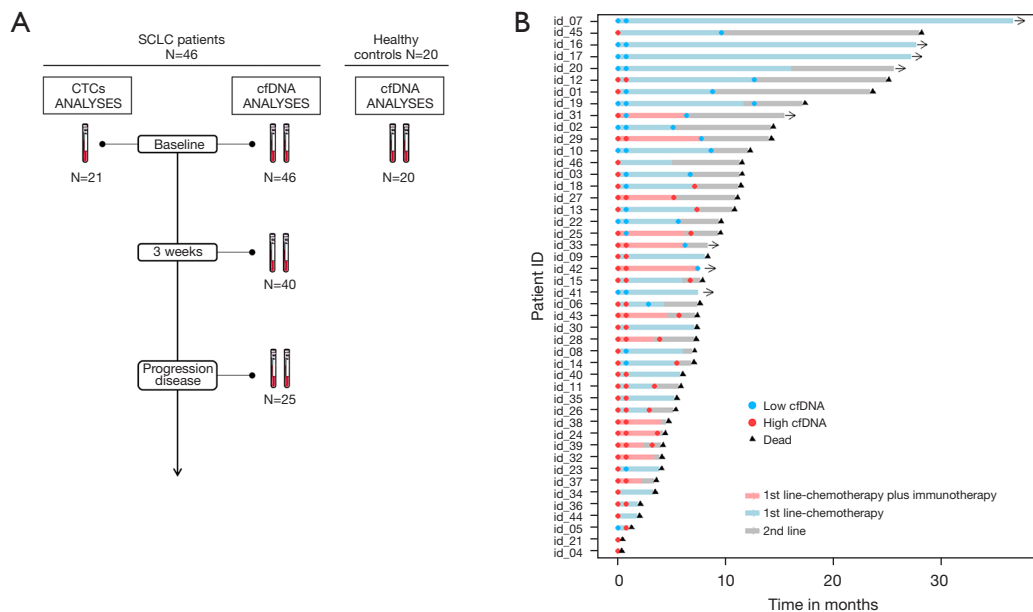 A
SCLC patients
N=46
Healthy
controls N=20
CTCs
ANALYSES
cfDNA
ANALYSES
cfDNA
ANALYSES
Baseline
N=21
N=46
N=20
3 weeks
N=40
Progression
disease
N=25
B
Patient ID
id_07
id_45
id_16
id_17
id_20
id_12
id_01
id_19
id_31
id_02
id_29
id_10
id_46
id_03
id_18
id_27
id_13
id_22
id_25
id_33
id_09
id_42
id_15
id_41
id_06
id_43
id_30
id_28
id_08
id_14
id_40
id_11
id_35
id_26
id_38
id_24
id_39
id_32
id_23
id_37
id_34
id_36
id_44
id_05
id_21
id_04
Low cfDNA
High cfDNA
Dead
1st line-chemotherapy plus immunotherapy
1st line-chemotherapy
2nd line
0 10 20 30
Time in months